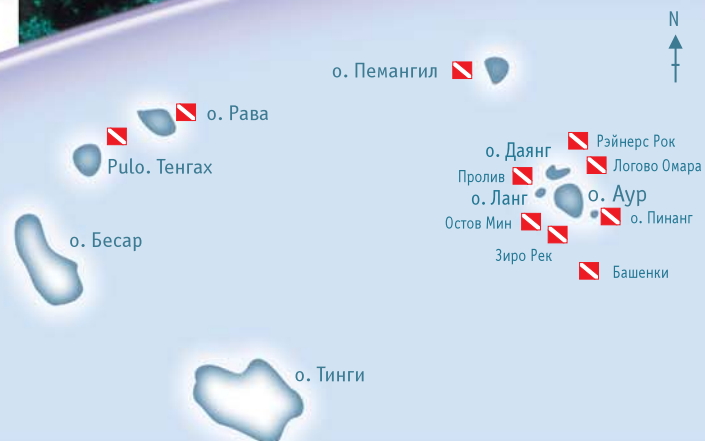 N
о. Пемангил
о. Рава
Pulo. Тенгах
о. Бесар
о. Тинги
Рэйнерс Рок
о. Даянг
Логово Омара
Пролив
о. Ланг
о. Аур
Остов Мин
о. Пинанг
Зиро Рек
Башенки